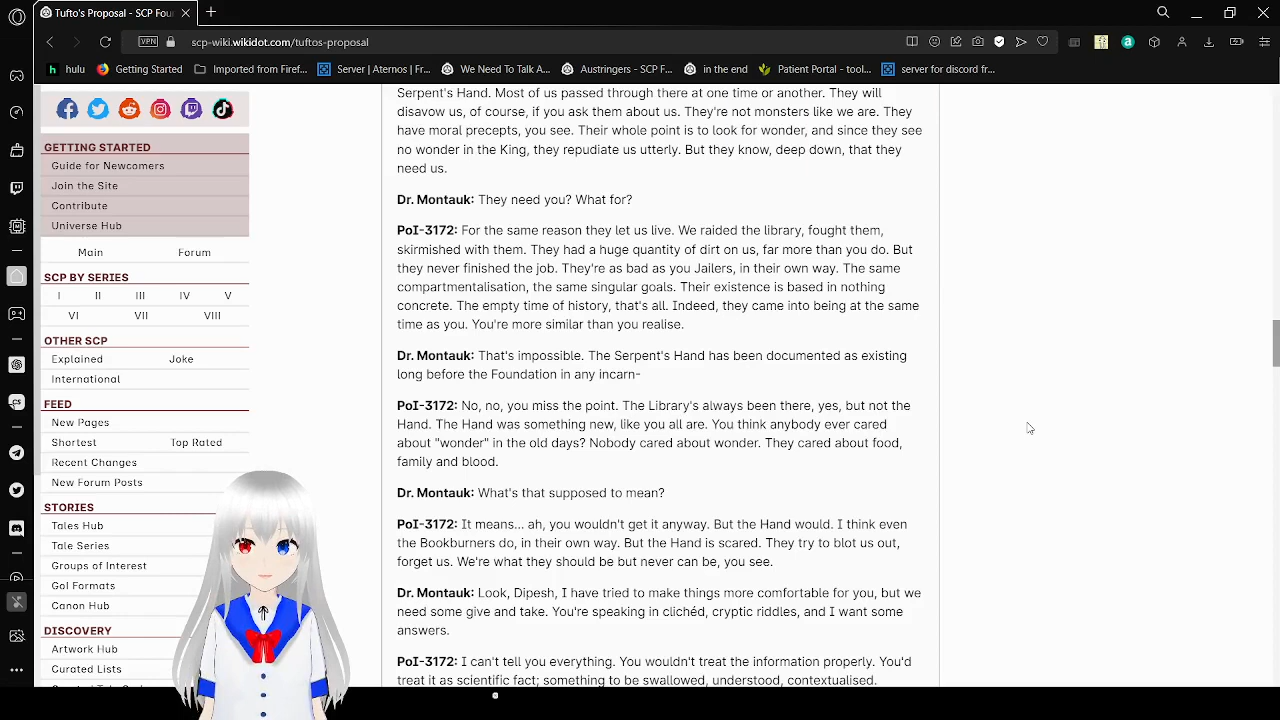 Tufto's Proposal - SCP Four
scp-wiki.wikidot.com/tuftos-proposal
VPN
hulu
Getting Started
Imported from Firef...
Server | Aternos | Fr...
We Need To Talk A...
Austringers - SCP F...
in the end
Patient Portal - tool...
server for discord fr...
GETTING STARTED
Guide for Newcomers
Join the Site
Contribute
Universe Hub
Main Forum
SCP BY SERIES
I II III IV V
VI VII VIII
OTHER SCP
Explained Joke
International
FEED
New Pages
Shortest Top Rated
Recent Changes
New Forum Posts
STORIES
Tales Hub
Tale Series
Groups of Interest
GoI Formats
Canon Hub
DISCOVERY
Artwork Hub
Curated Lists
Serpent's Hand. Most of us passed through there at one time or another. They will
disavow us, of course, if you ask them about us. They're not monsters like we are. They
have moral precepts, you see. Their whole point is to look for wonder, and since they see
no wonder in the King, they repudiate us utterly. But they know, deep down, that they
need us.
Dr. Montauk: They need you? What for?
PoI-3172: For the same reason they let us live. We raided the library, fought them,
skirmished with them. They had a huge quantity of dirt on us, far more than you do. But
they never finished the job. They're as bad as you Jailers, in their own way. The same
compartmentalisation, the same singular goals. Their existence is based in nothing
concrete. The empty time of history, that's all. Indeed, they came into being at the same
time as you. You're more similar than you realise.
Dr. Montauk: That's impossible. The Serpent's Hand has been documented as existing
long before the Foundation in any incarn-
PoI-3172: No, no, you miss the point. The Library's always been there, yes, but not the
Hand. The Hand was something new, like you all are. You think anybody ever cared
about "wonder" in the old days? Nobody cared about wonder. They cared about food,
family and blood.
Dr. Montauk: What's that supposed to mean?
PoI-3172: It means... ah, you wouldn't get it anyway. But the Hand would. I think even
the Bookburners do, in their own way. But the Hand is scared. They try to blot us out,
forget us. We're what they should be but never can be, you see.
Dr. Montauk: Look, Dipesh, I have tried to make things more comfortable for you, but we
need some give and take. You're speaking in clichéd, cryptic riddles, and I want some
answers.
PoI-3172: I can't tell you everything. You wouldn't treat the information properly. You'd
treat it as scientific fact; something to be swallowed, understood, contextualised.